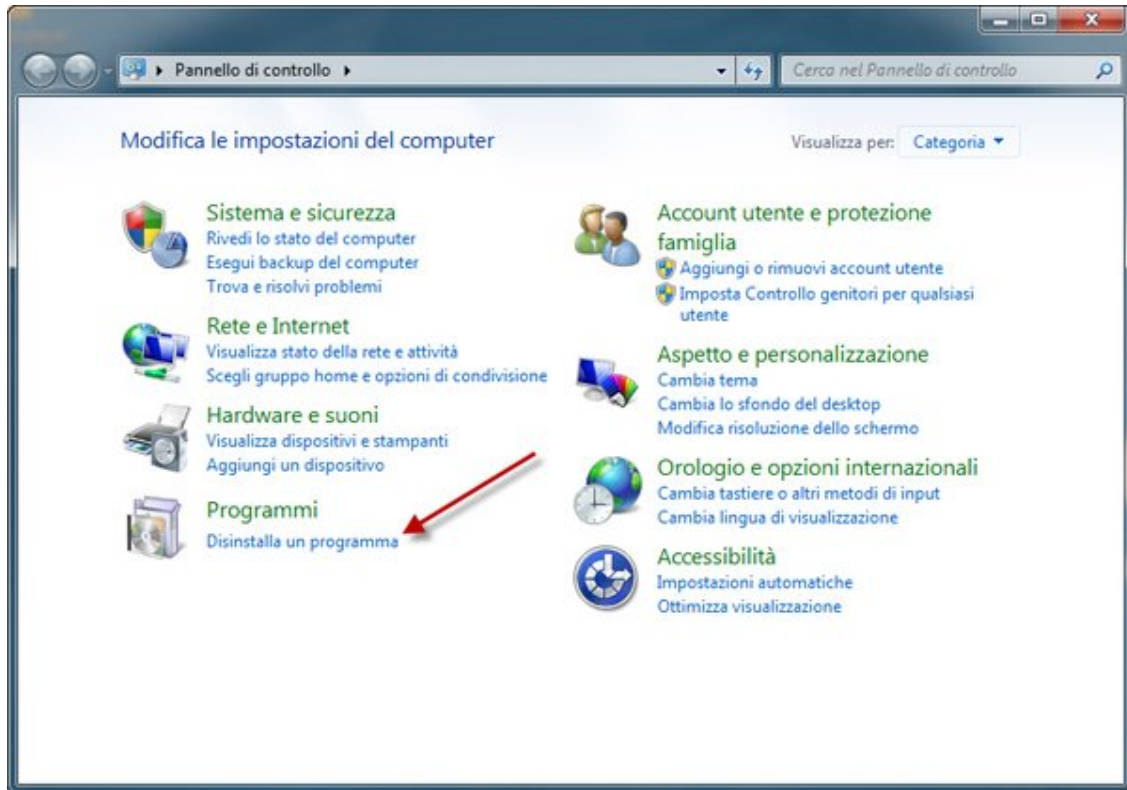 Pannello di controllo
Cerca nel Pannello di controllo
Modifica le impostazioni del computer
Visualizza per: Categoria
Sistema e sicurezza
Rivedi lo stato del computer
Esegui backup del computer
Trova e risolvi problemi
Rete e Internet
Visualizza stato della rete e attività
Scegli gruppo home e opzioni di condivisione
Hardware e suoni
Visualizza dispositivi e stampanti
Aggiungi un dispositivo
Programmi
Disinstalla un programma
Account utente e protezione
famiglia
Aggiungi o rimuovi account utente
Imposta Controllo genitori per qualsiasi
utente
Aspetto e personalizzazione
Cambia tema
Cambia lo sfondo del desktop
Modifica risoluzione dello schermo
Orologio e opzioni internazionali
Cambia tastiere o altri metodi di input
Cambia lingua di visualizzazione
Accessibilità
Impostazioni automatiche
Ottimizza visualizzazione